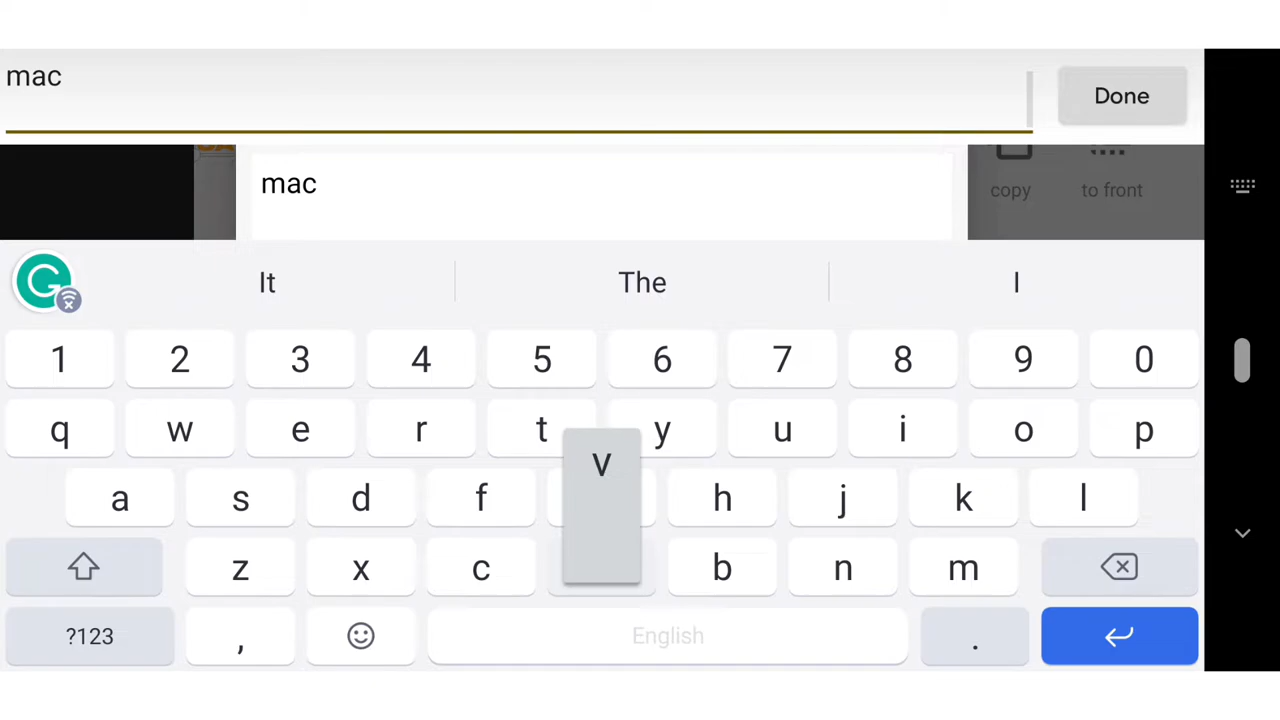 mac
Done
mac
copy
to front
It
The
I
1 2 3 4 5 6 7 8 9 0
q w e r t y u i o p
v
a s d f h j k l
z x c b n m
?123 , English .